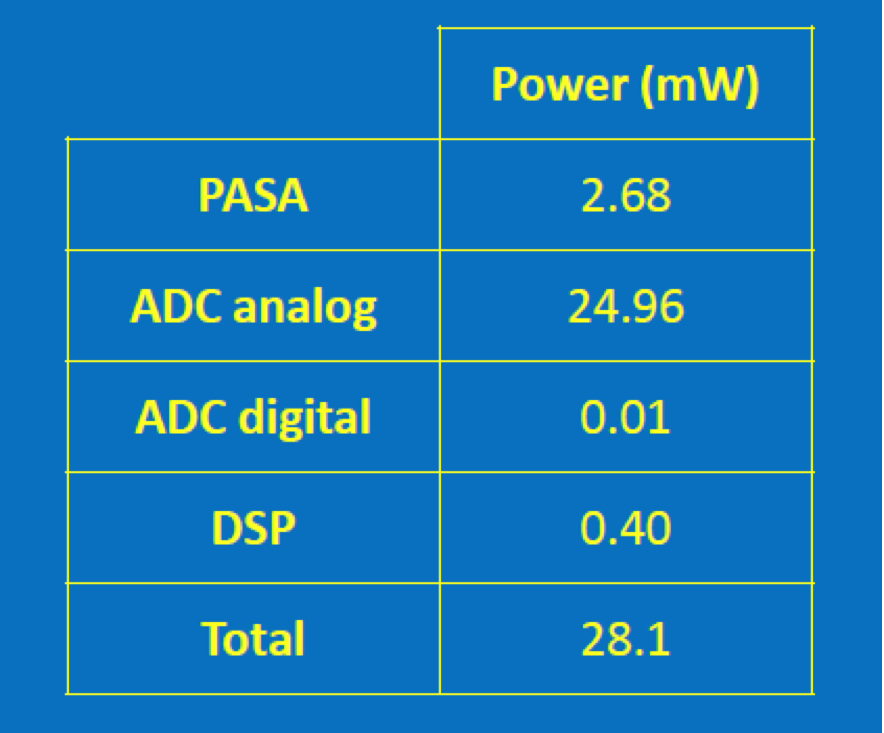 Power (mW)
PASA 2.68
ADC analog 24.96
ADC digital 0.01
DSP 0.40
Total 28.1